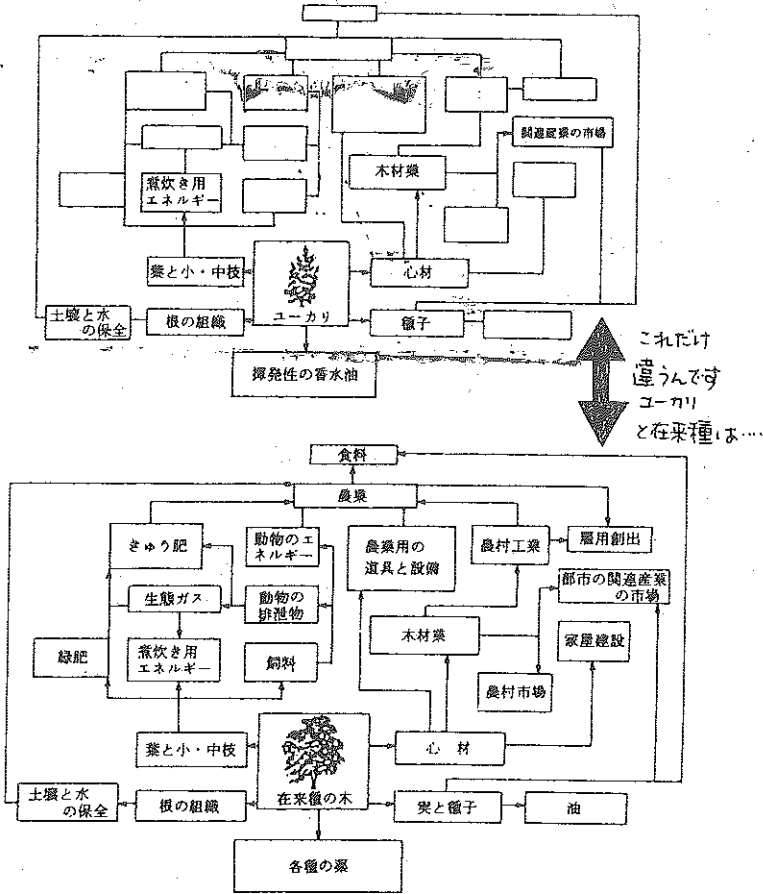 関連産業の市場
木材業
煮炊き用
エネルギー
葉と小・中枝
心材
土壌と水
の保全
根の組織
ユーカリ
種子
揮発性の香水油
これだけ
違うんです
ユーカリ
と在来種は…
食料
農業
きゅう肥
動物のエ
ネルギー
農業用の
道具と設備
農村工業
雇用創出
生態ガス
動物の
排泄物
都市の関連産業
の市場
木材業
家屋建設
緑肥
煮炊き用
エネルギー
飼料
農村市場
葉と小・中枝
心材
土壌と水
の保全
根の組織
在来種の木
実と種子
油
各種の薬